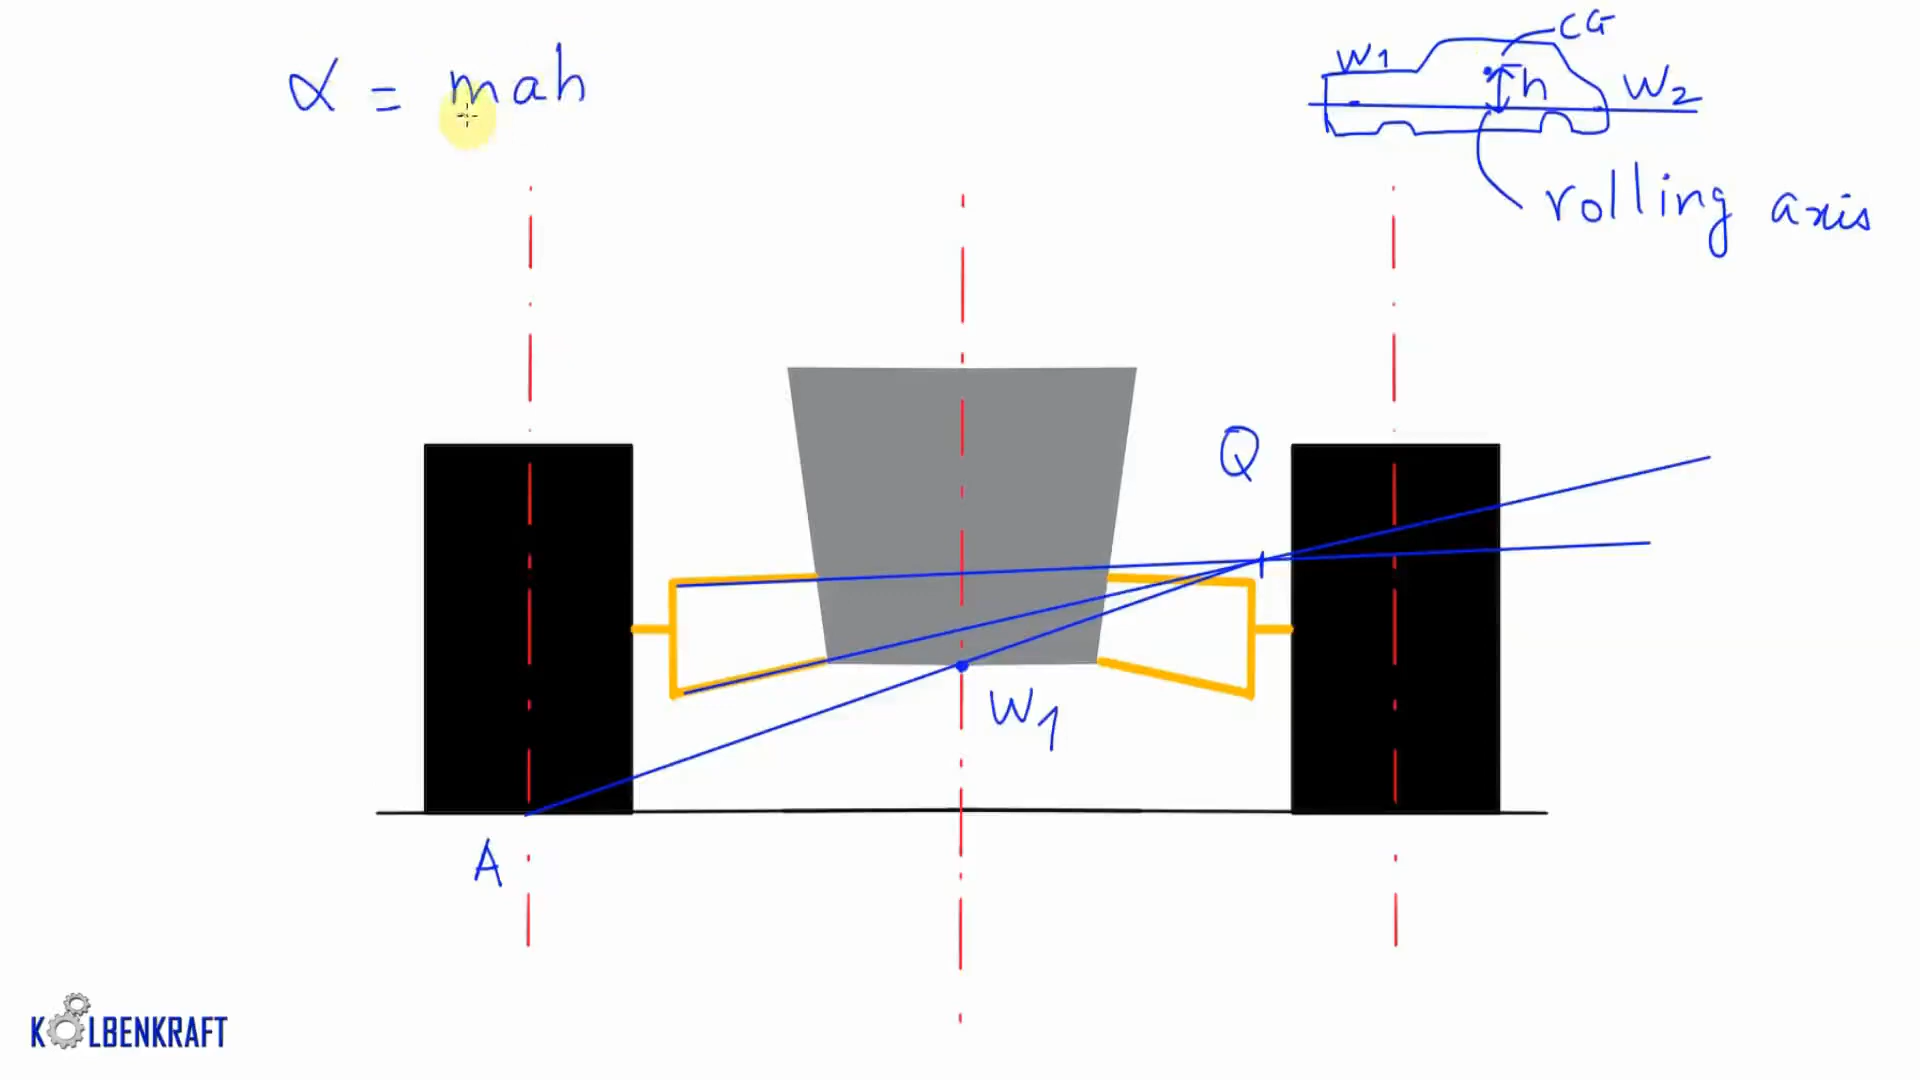 α = mah
CG
W1
h
W2
rolling axis
Q
W1
A
KOLBENKRAFT